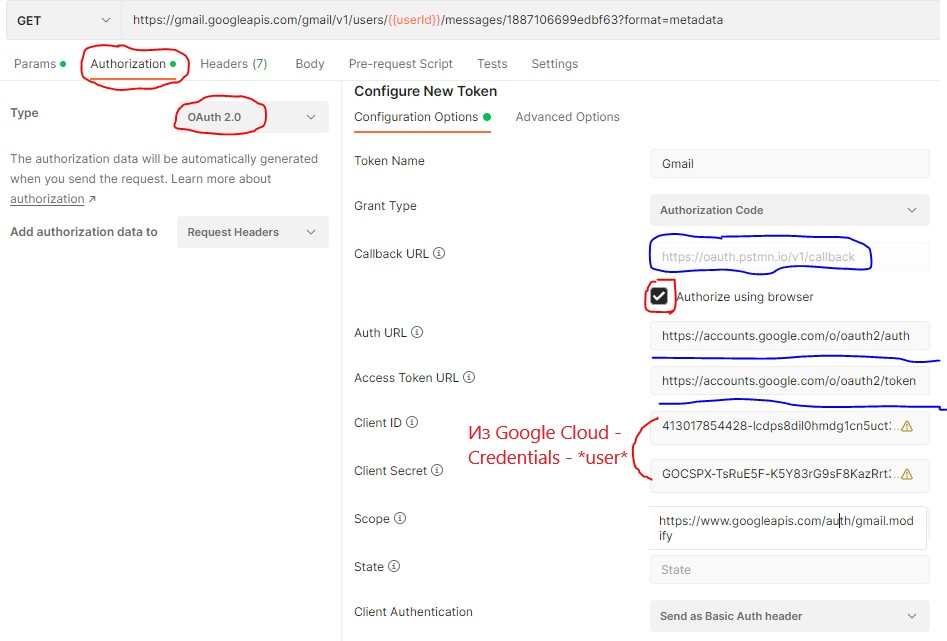 GET https://gmail.googleapis.com/gmail/v1/users/{{userId}}/messages/1887106699edbf63?format=metadata
Params Authorization Headers (7) Body Pre-request Script Tests Settings
Type OAuth 2.0
The authorization data will be automatically generated
when you send the request. Learn more about
authorization ↗
Add authorization data to Request Headers
Configure New Token
Configuration Options Advanced Options
Token Name Gmail
Grant Type Authorization Code
Callback URL https://oauth.pstmn.io/v1/callback
Authorize using browser
Auth URL https://accounts.google.com/o/oauth2/auth
Access Token URL https://accounts.google.com/o/oauth2/token
Client ID 413017854428-lcdps8dil0hmdg1cn5uct...
Из Google Cloud -
Credentials - *user*
Client Secret GOCSPX-TsRuE5F-K5Y83rG9sF8KazRrt...
Scope https://www.googleapis.com/auth/gmail.mod
ify
State State
Client Authentication Send as Basic Auth header